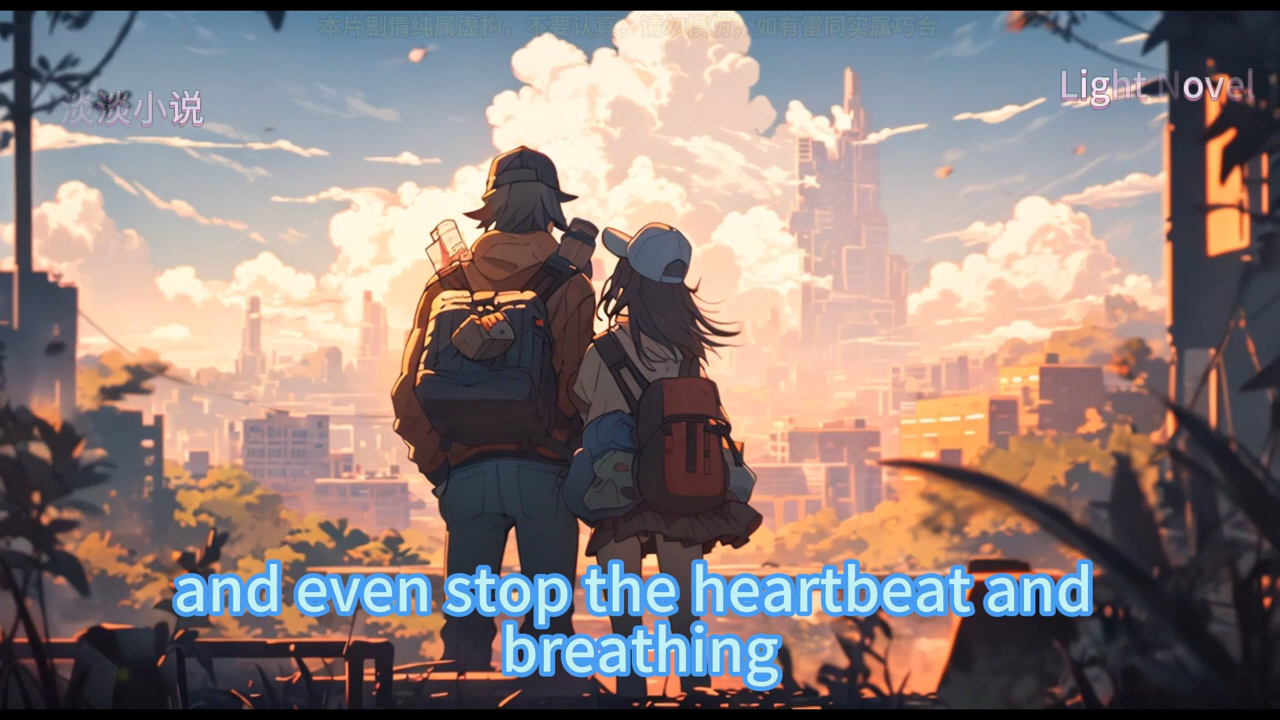 本片剧情纯属虚构，不要认真，请勿模仿，如有雷同实属巧合。
淡淡小说
Light Novel
and even stop the heartbeat and
breathing